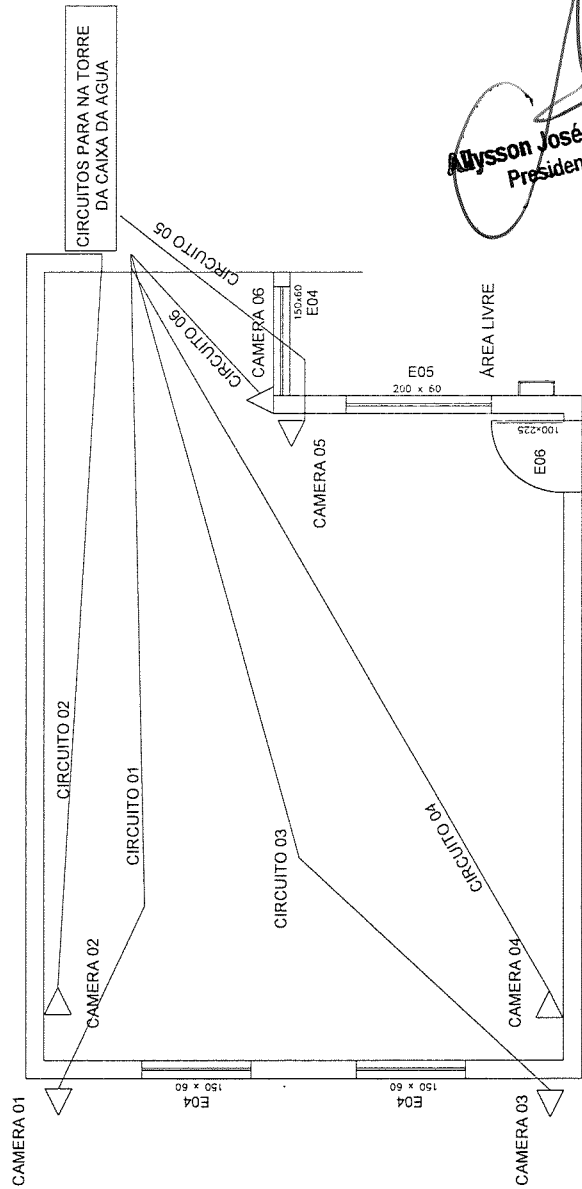 CIRCUITOS PARA NA TORRE
DA CAIXA DA AGUA
CIRCUITO 05
CIRCUITO 06
CAMERA 06
150x60
E04
CIRCUITO 02
CIRCUITO 01
CIRCUITO 03
CIRCUITO 04
CAMERA 05
E05
200 x 60
ÁREA LIVRE
100x225
E06
CAMERA 02
CAMERA 04
CAMERA 01
CAMERA 03
150 x 60
E04
150 x 60
E04
Allysson José